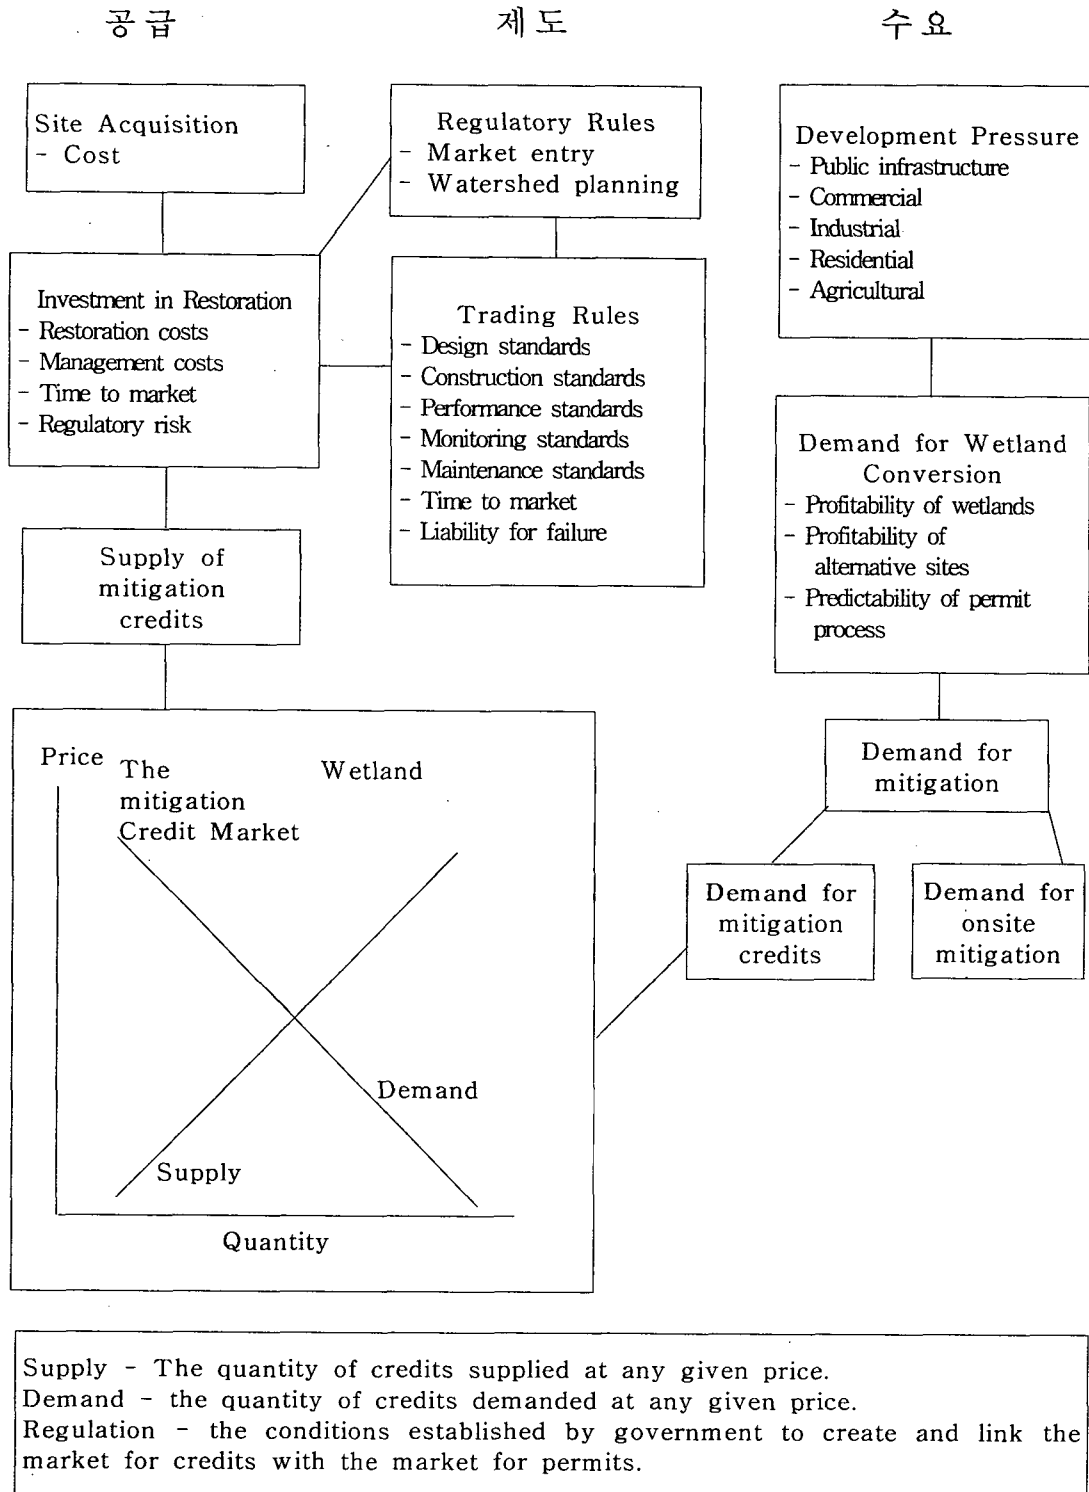 공급
제도
수요
Site Acquisition
- Cost
Investment in Restoration
- Restoration costs
- Management costs
- Time to market
- Regulatory risk
Supply of
mitigation
credits
Regulatory Rules
- Market entry
- Watershed planning
Trading Rules
- Design standards
- Construction standards
- Performance standards
- Monitoring standards
- Maintenance standards
- Time to market
- Liability for failure
Development Pressure
- Public infrastructure
- Commercial
- Industrial
- Residential
- Agricultural
Demand for Wetland
Conversion
- Profitability of wetlands
- Profitability of
alternative sites
- Predictability of permit
process
Demand for
mitigation
Demand for
mitigation
credits
Demand for
onsite
mitigation
Price
The Wetland
mitigation
Credit Market
Demand
Supply
Quantity
Supply - The quantity of credits supplied at any given price.
Demand - the quantity of credits demanded at any given price.
Regulation - the conditions established by government to create and link the
market for credits with the market for permits.